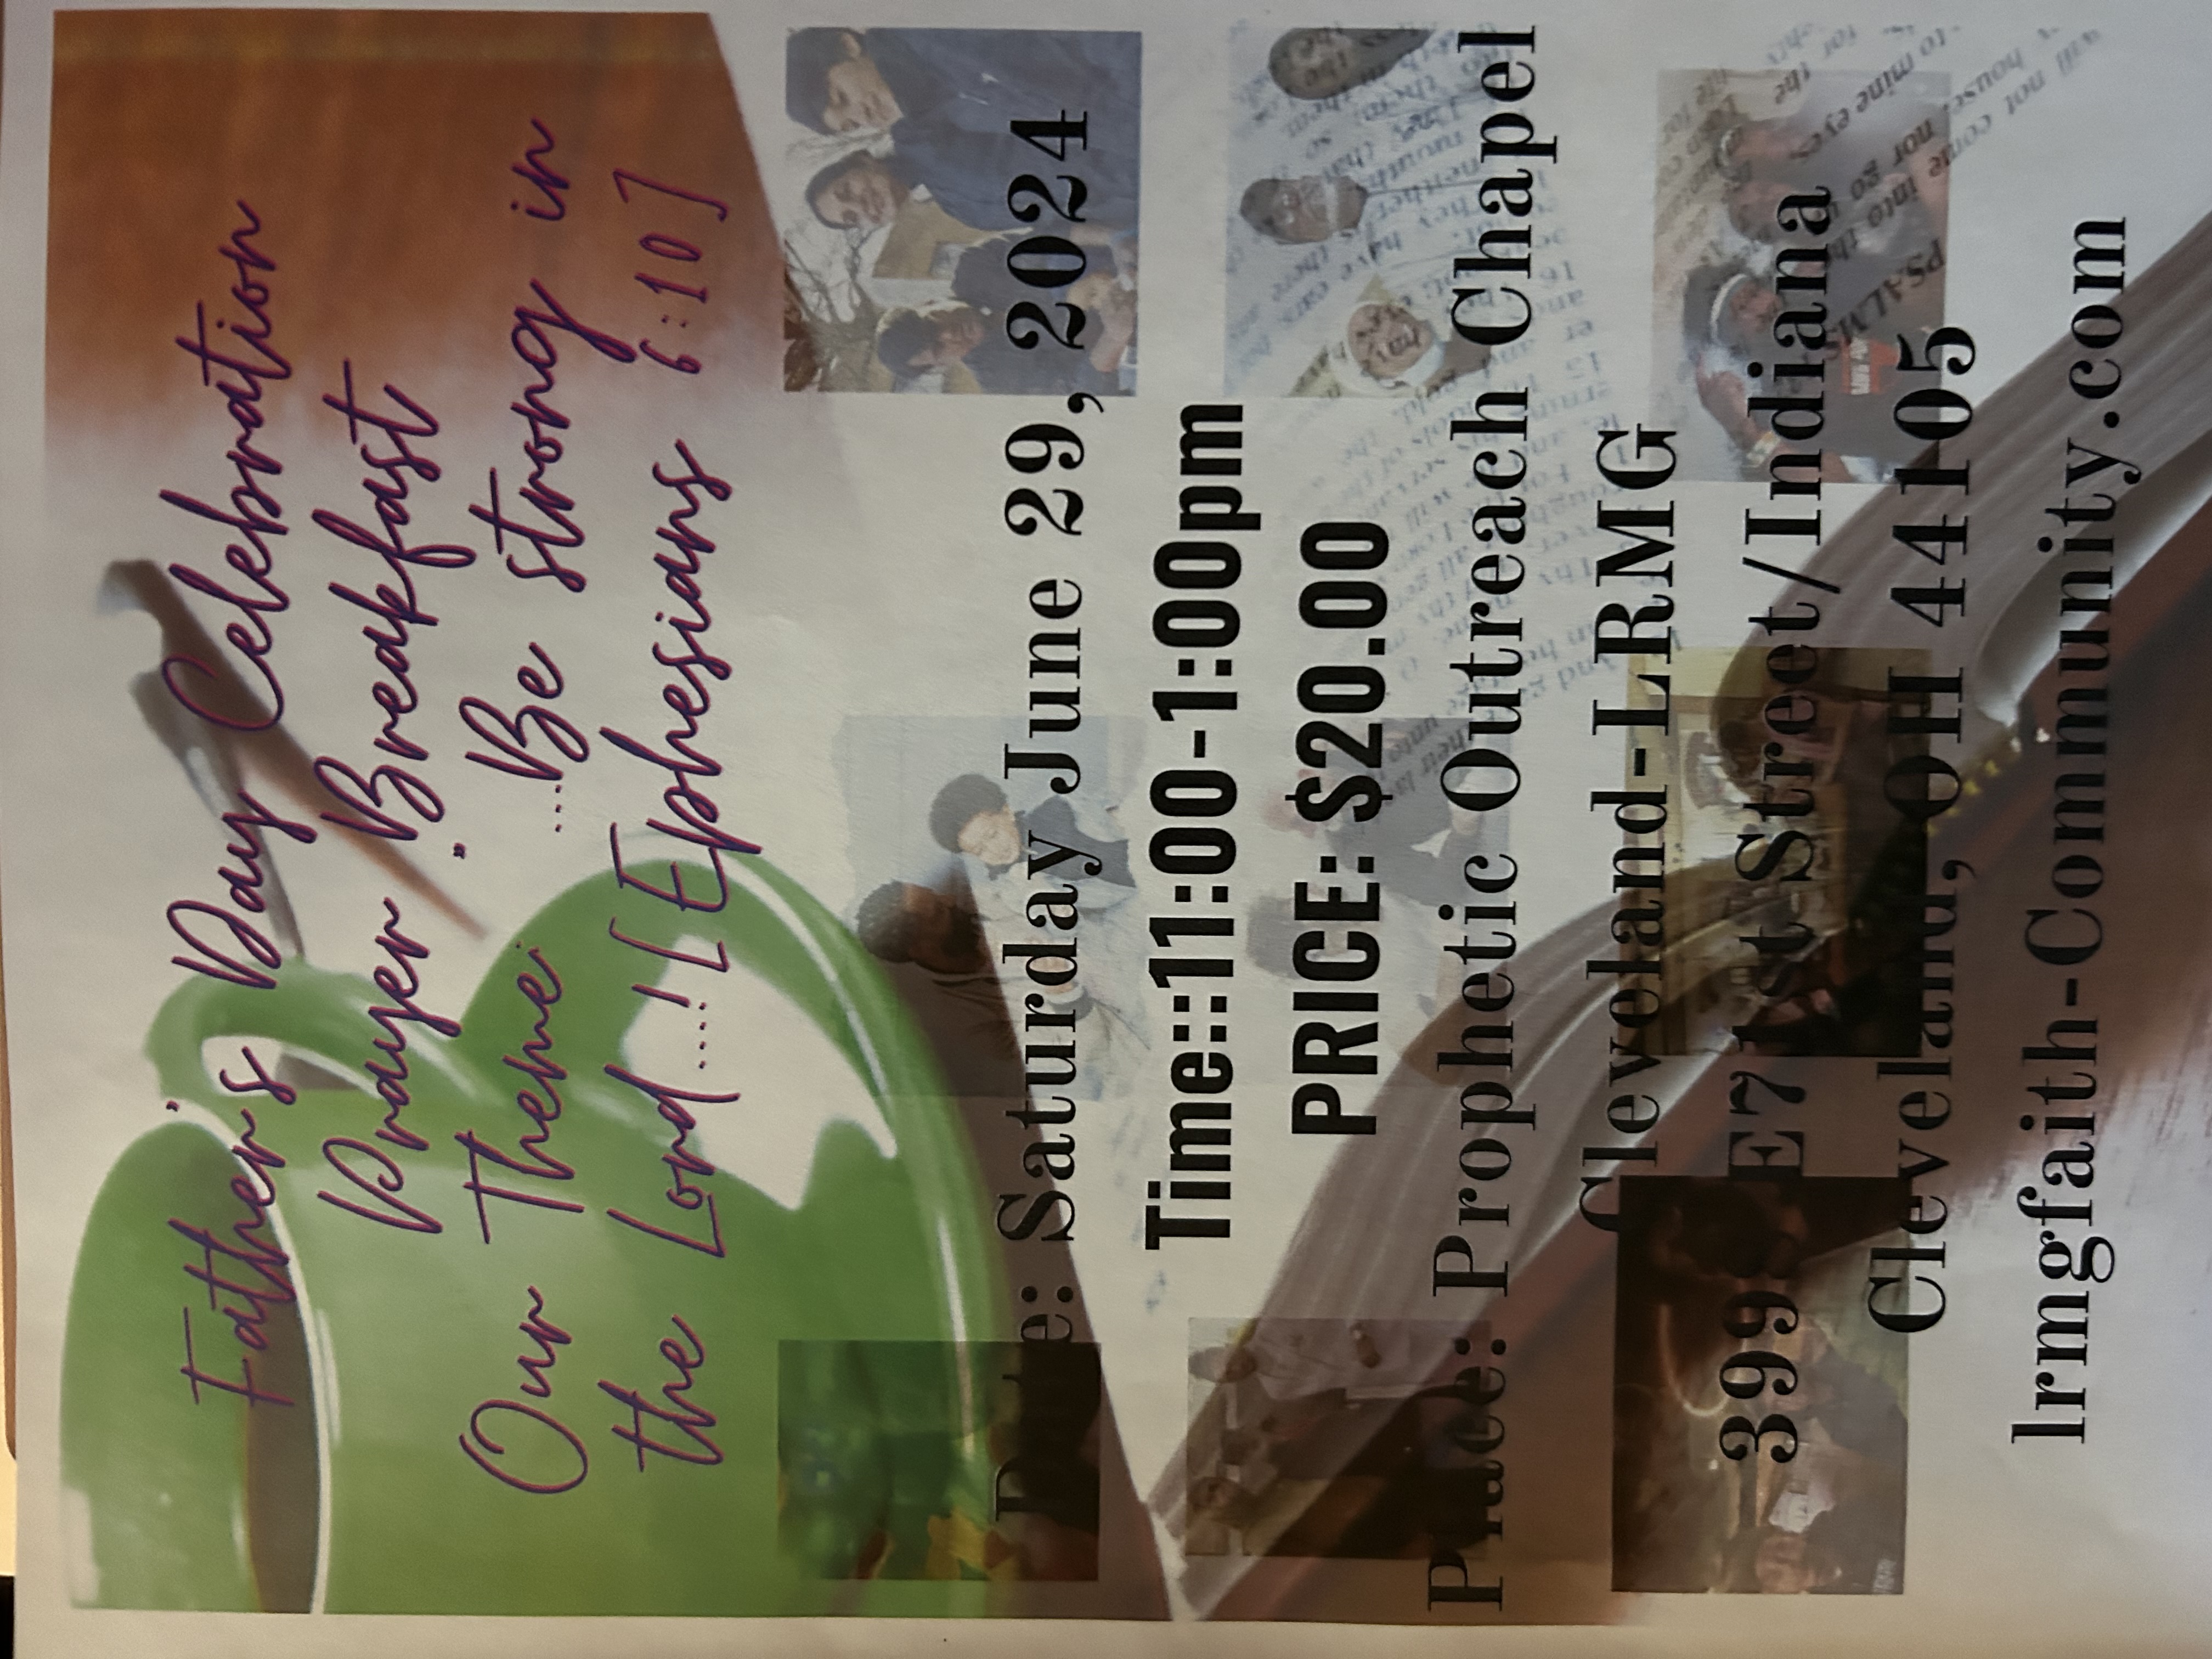 Father's Day Celebration
Prayer Breakfast
Our Theme: "...Be strong in
the Lord....! [Ephesians 6:10]
Date: Saturday June 29, 2024
Time::11:00-1:00pm
PRICE: $20.00
Place: Prophetic Outreach Chapel
Cleveland-LRMG
3993 E71st Street/Indiana
Cleveland, OH 44105
lrmgfaith-Community.com
PSALM